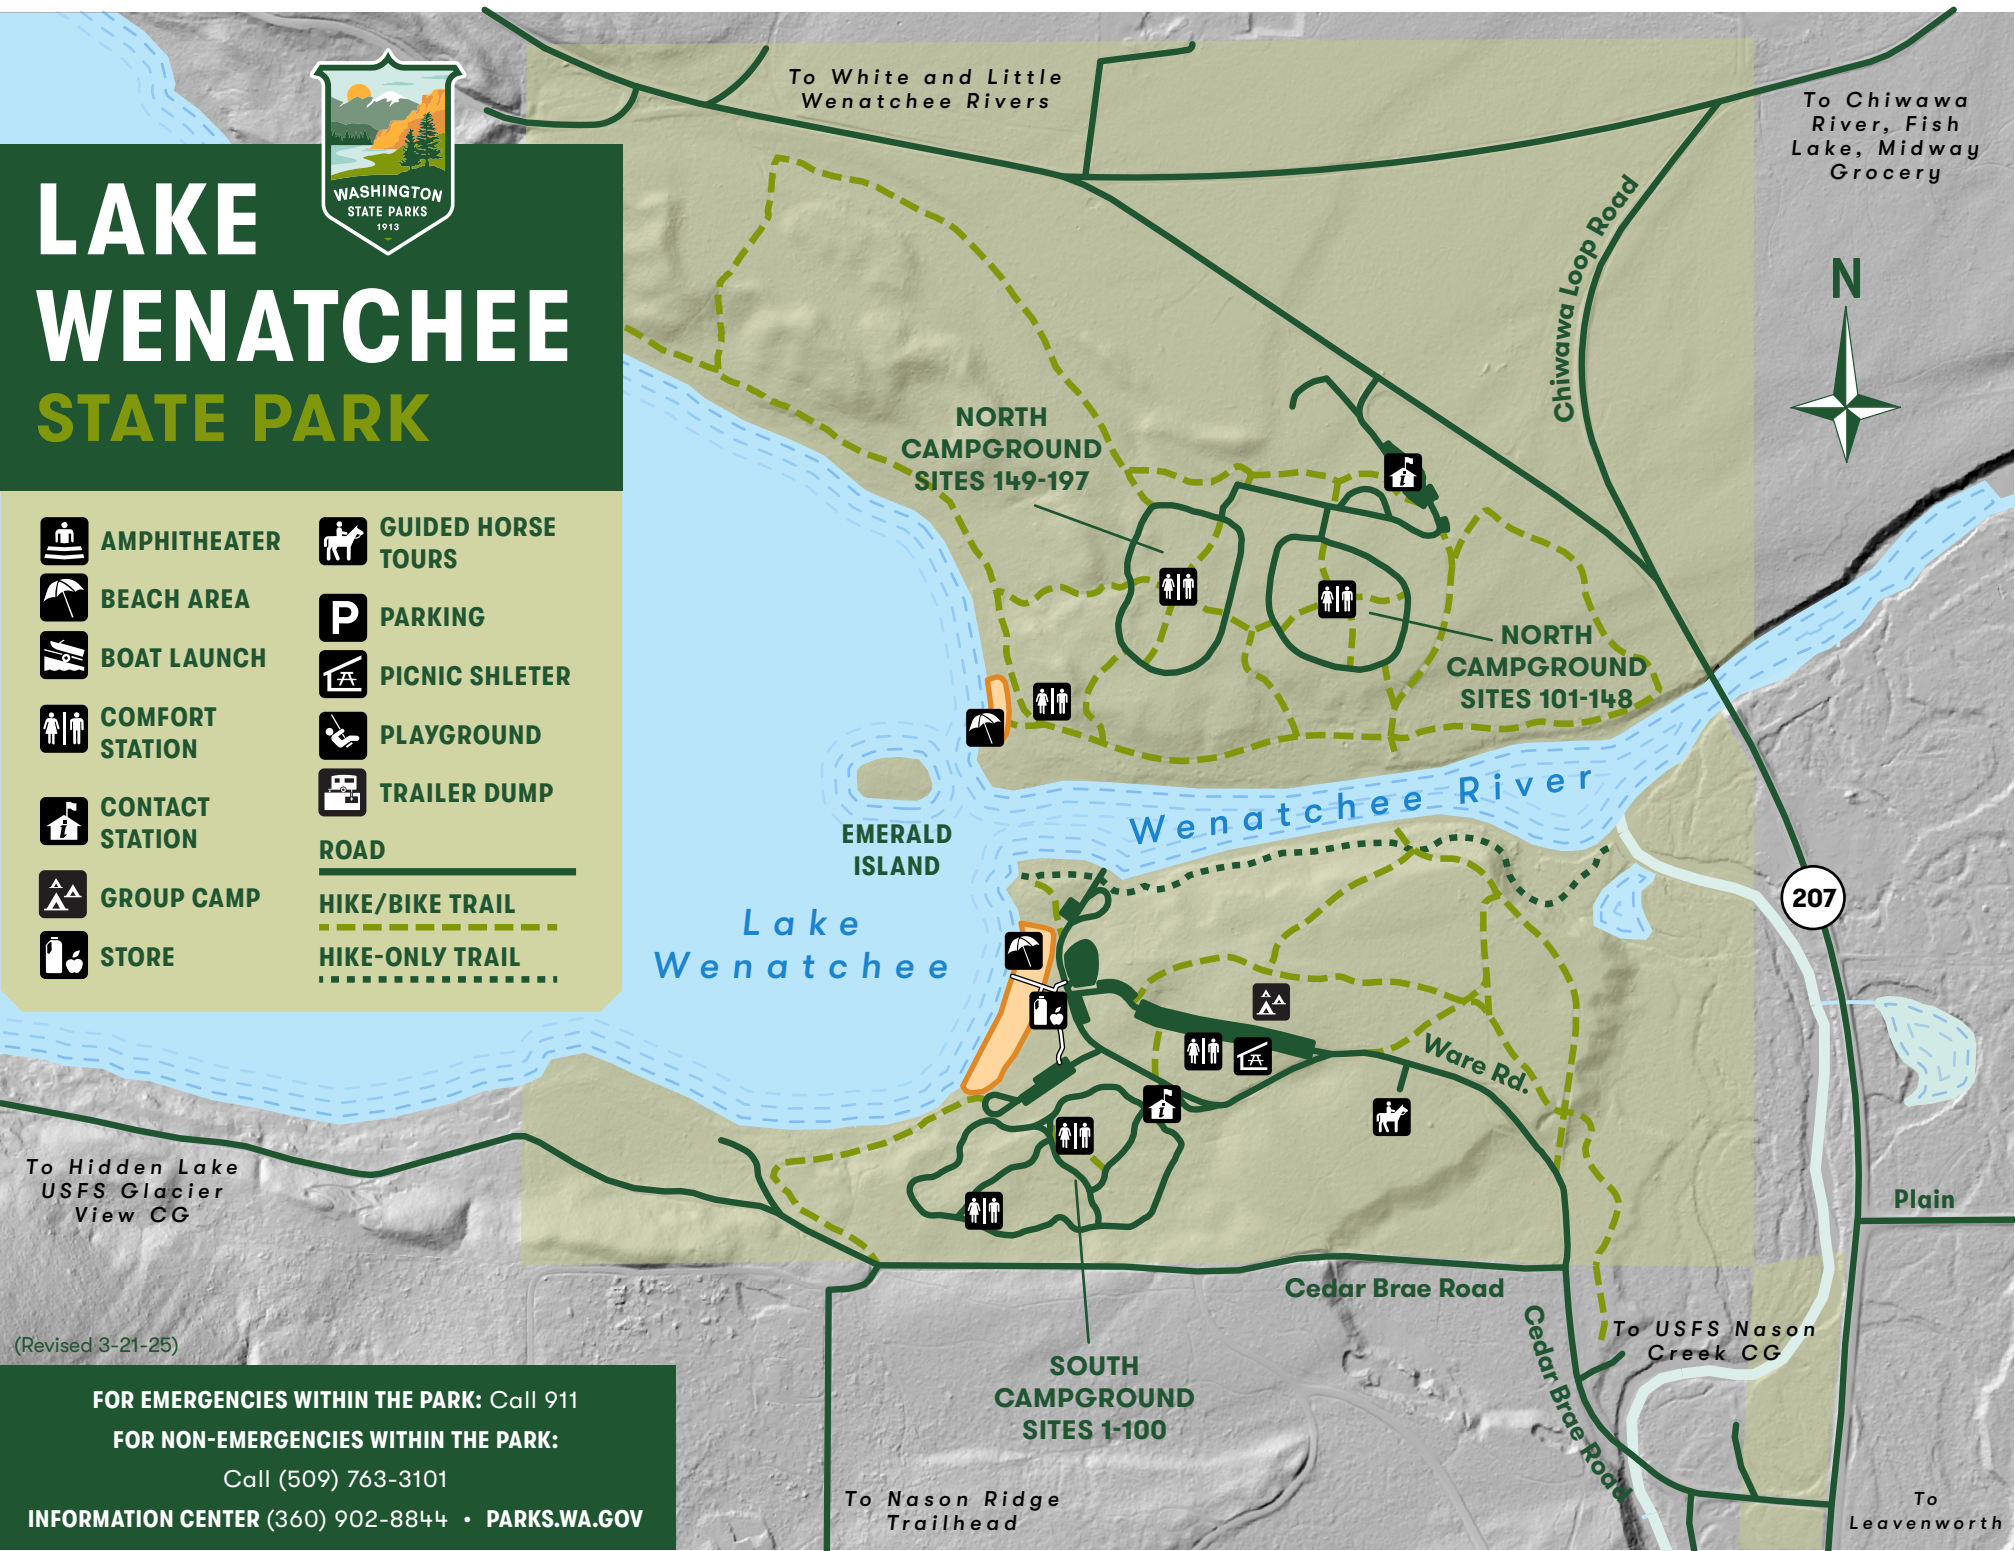 LAKE
WENATCHEE
STATE PARK
WASHINGTON
STATE PARKS
1913
AMPHITHEATER
BEACH AREA
BOAT LAUNCH
COMFORT
STATION
CONTACT
STATION
GROUP CAMP
STORE
GUIDED HORSE
TOURS
P
PARKING
PICNIC SHLETER
PLAYGROUND
TRAILER DUMP
ROAD
HIKE/BIKE TRAIL
HIKE-ONLY TRAIL
To White and Little
Wenatchee Rivers
To Chiwawa
River, Fish
Lake, Midway
Grocery
Chiwawa Loop Road
N
NORTH
CAMPGROUND
SITES 149-197
NORTH
CAMPGROUND
SITES 101-148
Wenatchee River
EMERALD
ISLAND
Lake
Wenatchee
207
Ware Rd.
To Hidden Lake
USFS Glacier
View CG
Plain
Cedar Brae Road
Cedar Brae Road
To USFS Nason
Creek CG
SOUTH
CAMPGROUND
SITES 1-100
To Nason Ridge
Trailhead
To
Leavenworth
(Revised 3-21-25)
FOR EMERGENCIES WITHIN THE PARK: Call 911
FOR NON-EMERGENCIES WITHIN THE PARK:
Call (509) 763-3101
INFORMATION CENTER (360) 902-8844 • PARKS.WA.GOV